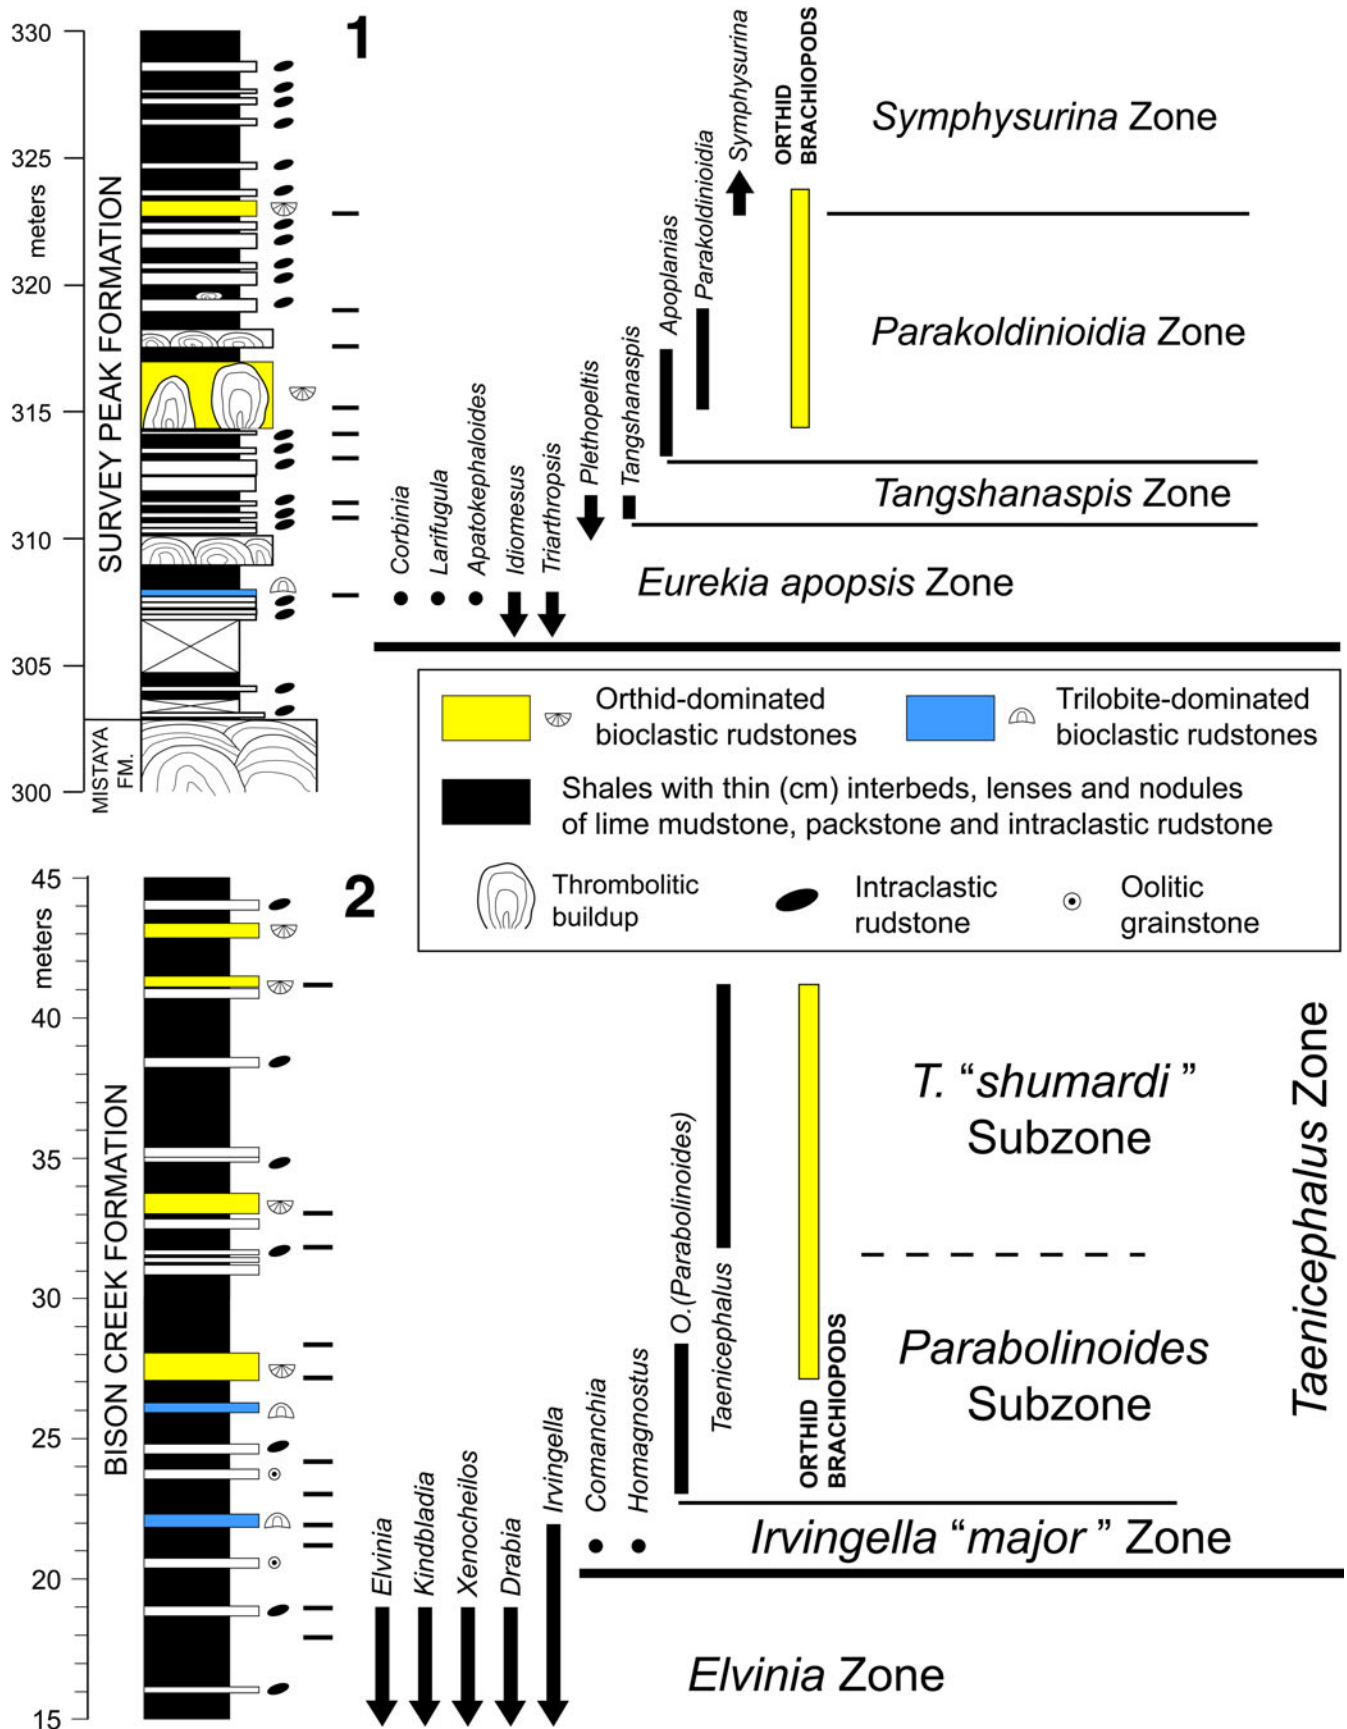 1
330
325
320
315
310
305
300
meters
SURVEY PEAK FORMATION
MISTAYA
FM.
Corbinia
Larifugula
Apatokephaloides
Idiomesus
Triarthropsis
Plethopeltis
Tangshanaspis
Apoplanias
Parakoldinioidia
Symphysurina
ORTHID
BRACHIOPODS
Symphysurina Zone
Parakoldinioidia Zone
Tangshanaspis Zone
Eurekia apopsis Zone
Orthid-dominated
bioclastic rudstones
Trilobite-dominated
bioclastic rudstones
Shales with thin (cm) interbeds, lenses and nodules
of lime mudstone, packstone and intraclastic rudstone
Thrombolitic
buildup
Intraclastic
rudstone
Oolitic
grainstone
2
45
40
35
30
25
20
15
meters
BISON CREEK FORMATION
Elvinia
Kindbladia
Xenocheilos
Drabia
Irvingella
Comanchia
Homagnostus
O.(Parabolinoides)
Taenicephalus
ORTHID
BRACHIOPODS
T. “shumardi ”
Subzone
Parabolinoides
Subzone
Taenicephalus Zone
Irvingella “major ” Zone
Elvinia Zone